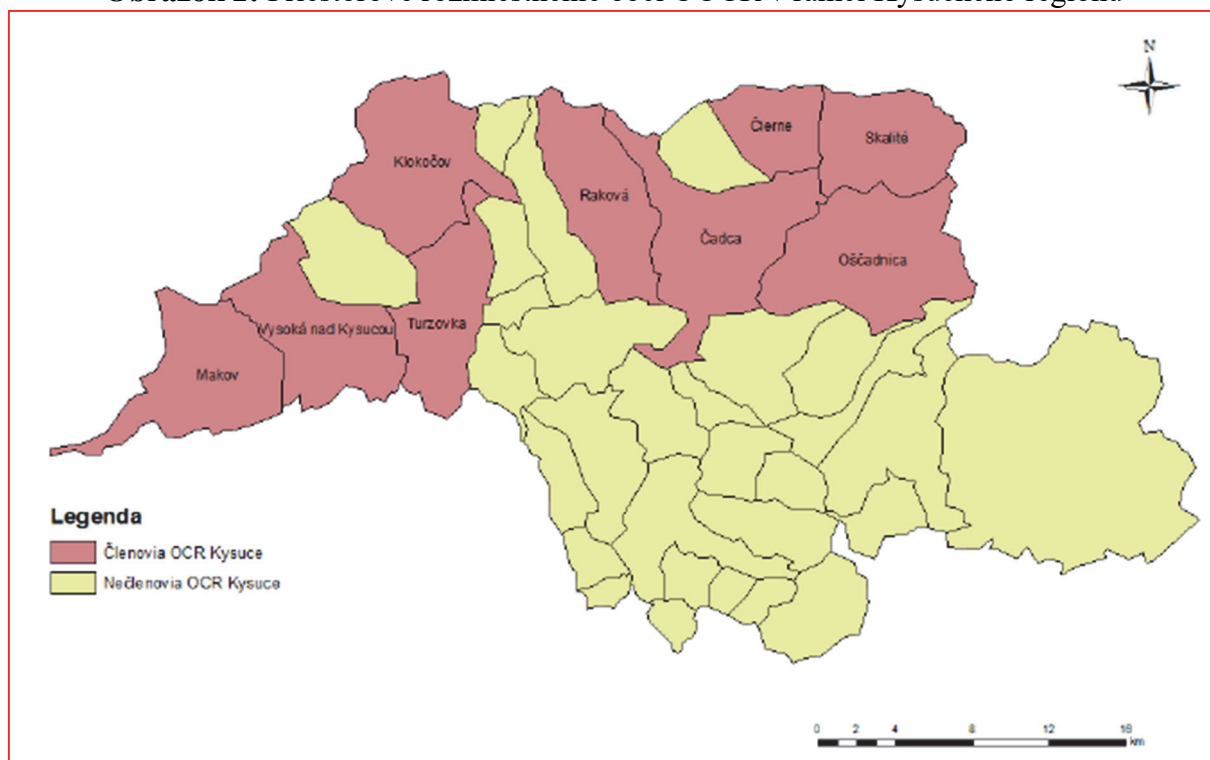 N
Čierne
Skalité
Klokočov
Raková
Čadca
Oščadnica
Turzovka
Vysoká nad Kysucou
Makov
Legenda
Členovia OCR Kysuce
Nečlenovia OCR Kysuce
0 2 4 8 12 16
km